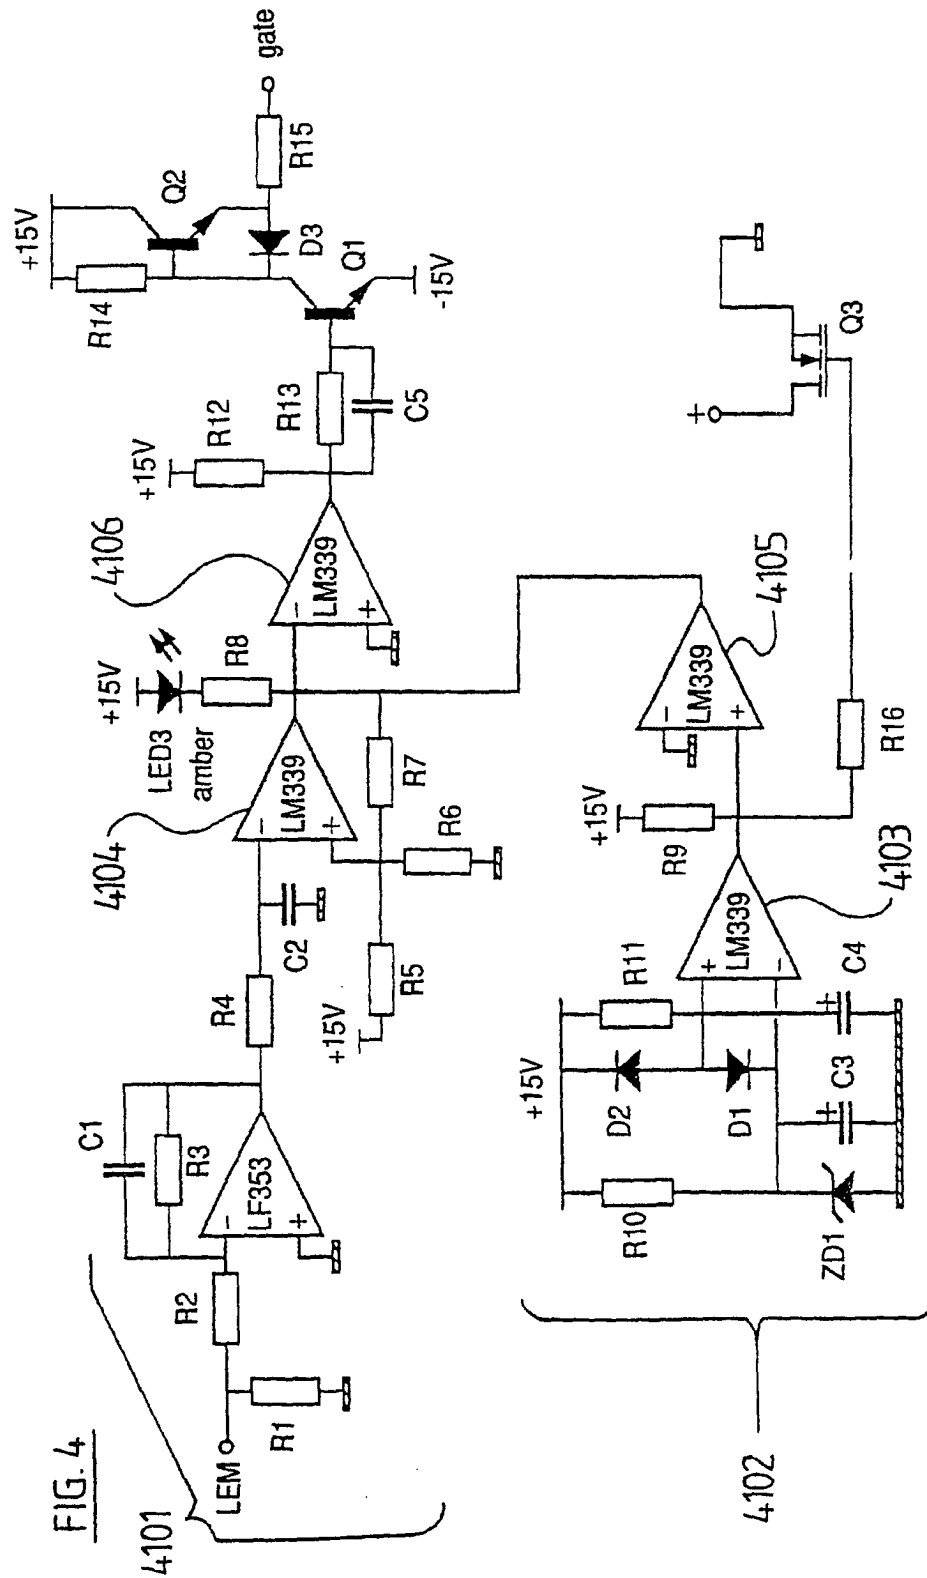 FIG. 4
4101
LEM
R1
R2
C1
R3
LF353
-
+
R4
C2
+15V
R5
R6
R7
4104
LM339
-
+
+15V
LED3
amber
R8
4106
LM339
-
+
+15V
R12
R13
C5
+15V
R14
Q2
D3
Q1
-15V
R15
gate
4102
+15V
R10
ZD1
D2
D1
C3
+
R11
C4
+
LM339
+
-
4103
+15V
R9
LM339
-
+
4105
R16
+
Q3